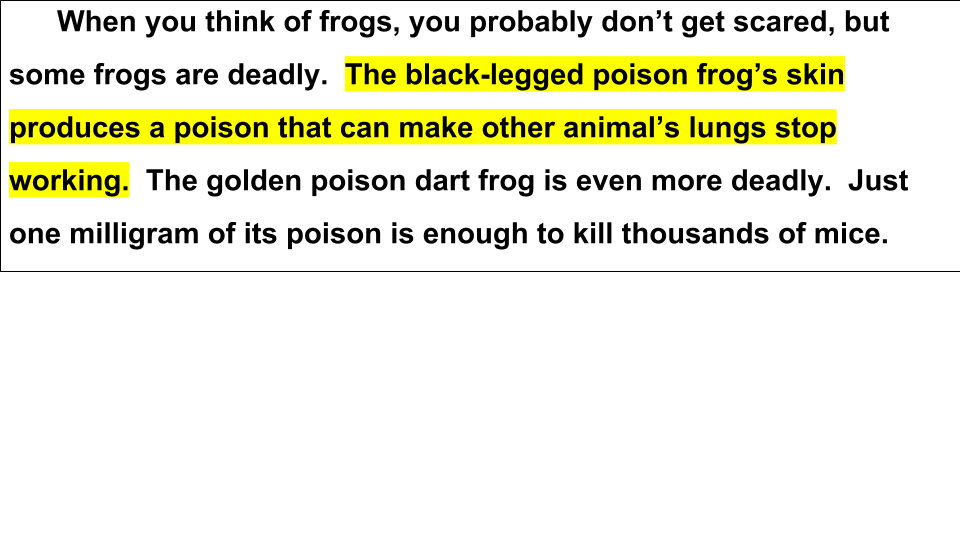 When you think of frogs, you probably don’t get scared, but
some frogs are deadly.  The black-legged poison frog’s skin
produces a poison that can make other animal’s lungs stop
working.  The golden poison dart frog is even more deadly.  Just
one milligram of its poison is enough to kill thousands of mice.